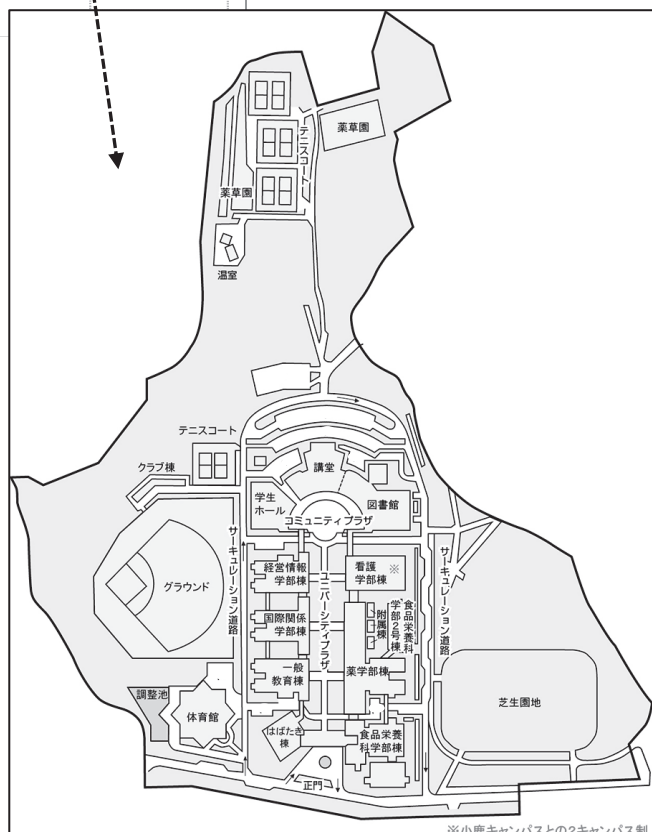 テニスコート
薬草園
薬草園
温室
テニスコート
クラブ棟
講堂
学生
ホール
図書館
コミュニティプラザ
サーキュレーション道路
グラウンド
経営情報
学部棟
看護
学部棟
※
ユニバーシティプラザ
国際関係
学部棟
附属棟
食品栄養科
学部2号棟
サーキュレーション道路
一般
教育棟
薬学部棟
調整池
体育館
はばたき
棟
食品栄養
科学部棟
芝生園地
正門
※小鹿キャンパスとの2キャンパス制